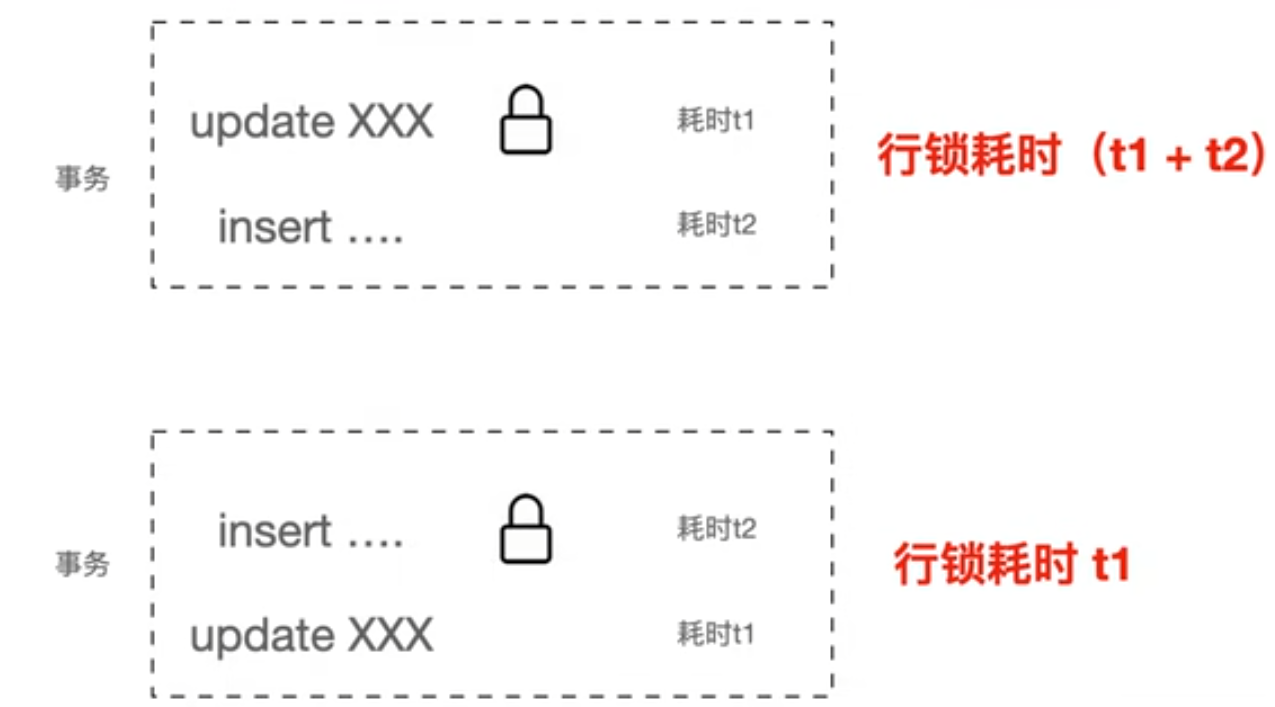 update XXX
耗时t1
行锁耗时（t1 + t2）
事务
insert ....
耗时t2
insert ....
耗时t2
事务
行锁耗时 t1
update XXX
耗时t1